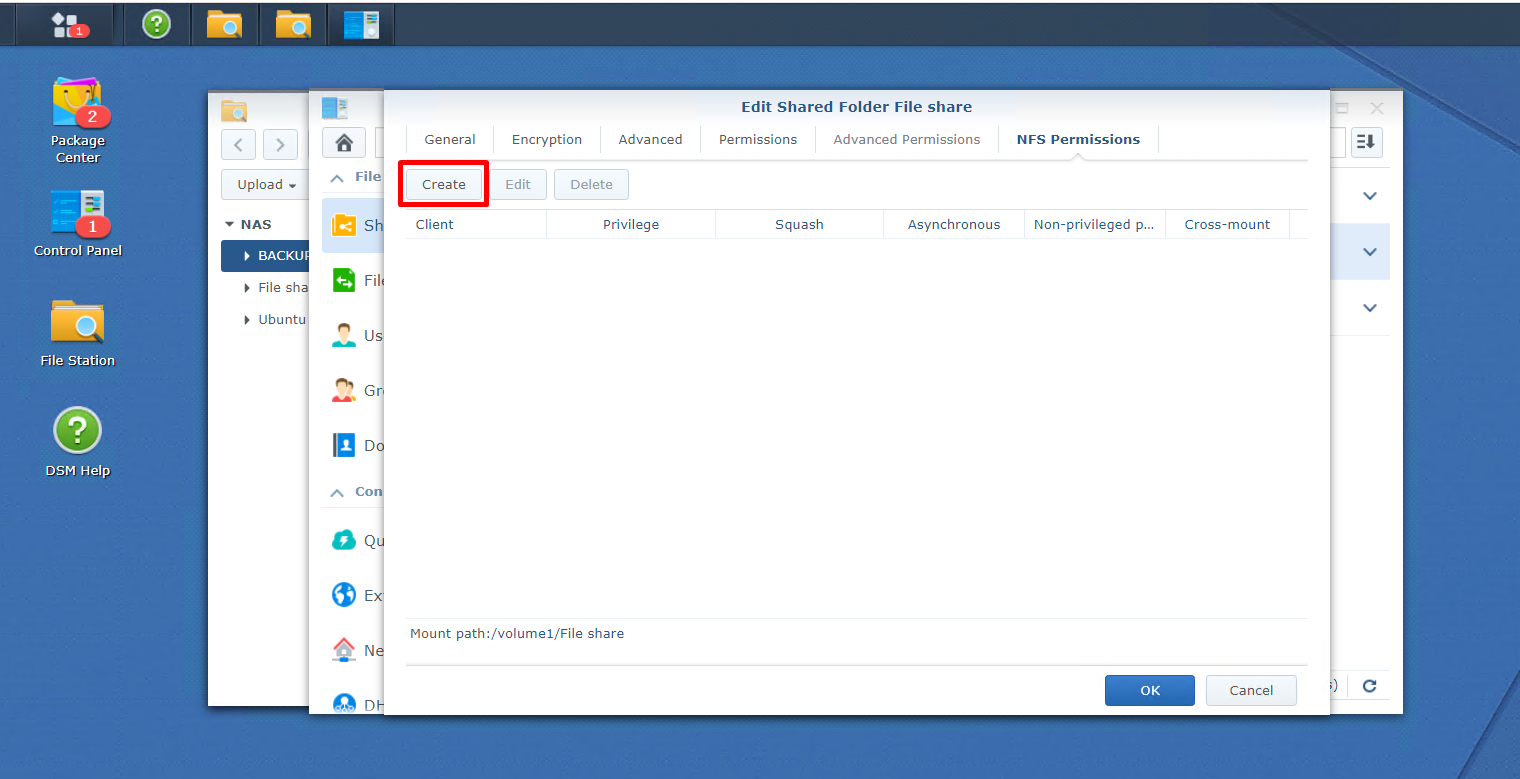 1
2
Package
Center
1
Control Panel
File Station
DSM Help
Upload
NAS
BACKUP
File sha
Ubuntu
File
Sh
File
Us
Gr
Do
Con
Qu
Ex
Ne
DH
Edit Shared Folder File share
General
Encryption
Advanced
Permissions
Advanced Permissions
NFS Permissions
Create
Edit
Delete
Client
Privilege
Squash
Asynchronous
Non-privileged p...
Cross-mount
Mount path:/volume1/File share
OK
Cancel